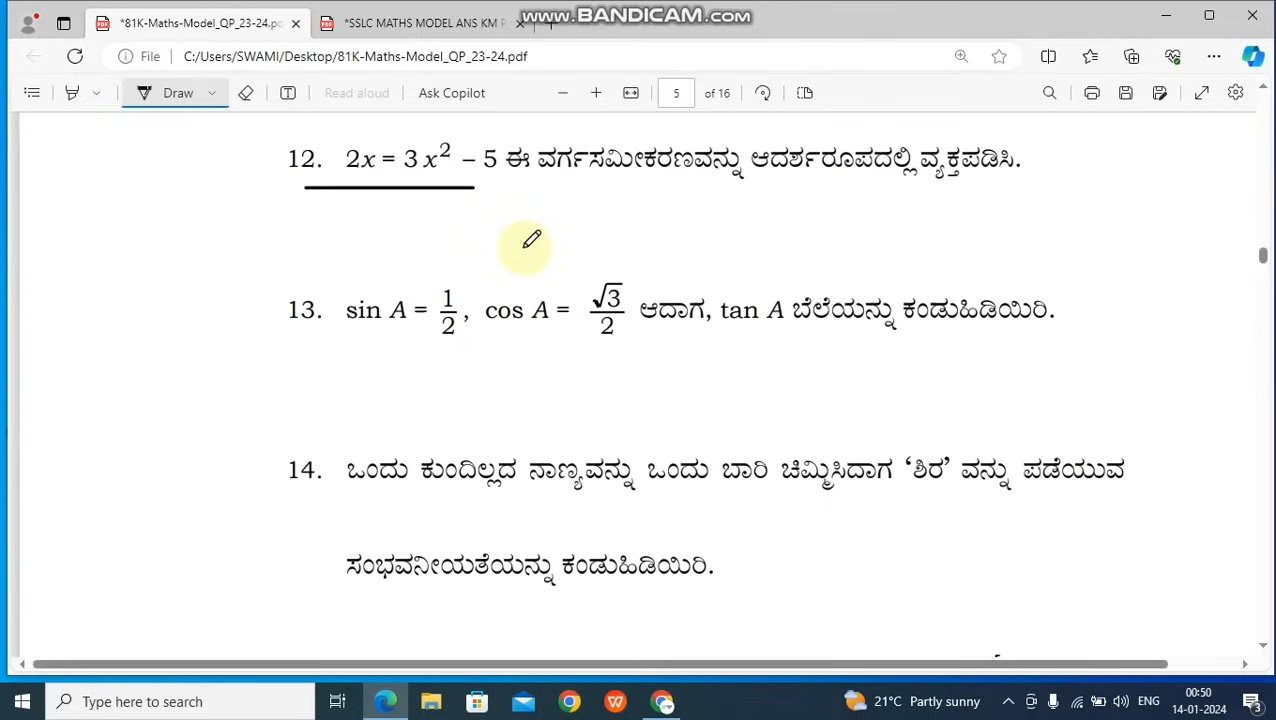 *81K-Maths-Model_QP_23-24.pdf
*SSLC MATHS MODEL ANS KM P
www.BANDICAM.com
File
C:/Users/SWAMI/Desktop/81K-Maths-Model_QP_23-24.pdf
Draw
Read aloud
Ask Copilot
5
of 16
12. 2x = 3 x² – 5 ಈ ವರ್ಗಸಮೀಕರಣವನ್ನು ಆದರ್ಶರೂಪದಲ್ಲಿ ವ್ಯಕ್ತಪಡಿಸಿ.
13. sin A = 1/2, cos A = √3/2 ಆದಾಗ, tan A ಬೆಲೆಯನ್ನು ಕಂಡುಹಿಡಿಯಿರಿ.
14. ಒಂದು ಕುಂದಿಲ್ಲದ ನಾಣ್ಯವನ್ನು ಒಂದು ಬಾರಿ ಚಿಮ್ಮಿಸಿದಾಗ ‘ಶಿರ’ ವನ್ನು ಪಡೆಯುವ
ಸಂಭವನೀಯತೆಯನ್ನು ಕಂಡುಹಿಡಿಯಿರಿ.
Type here to search
21°C Partly sunny
ENG
00:50
14-01-2024
3